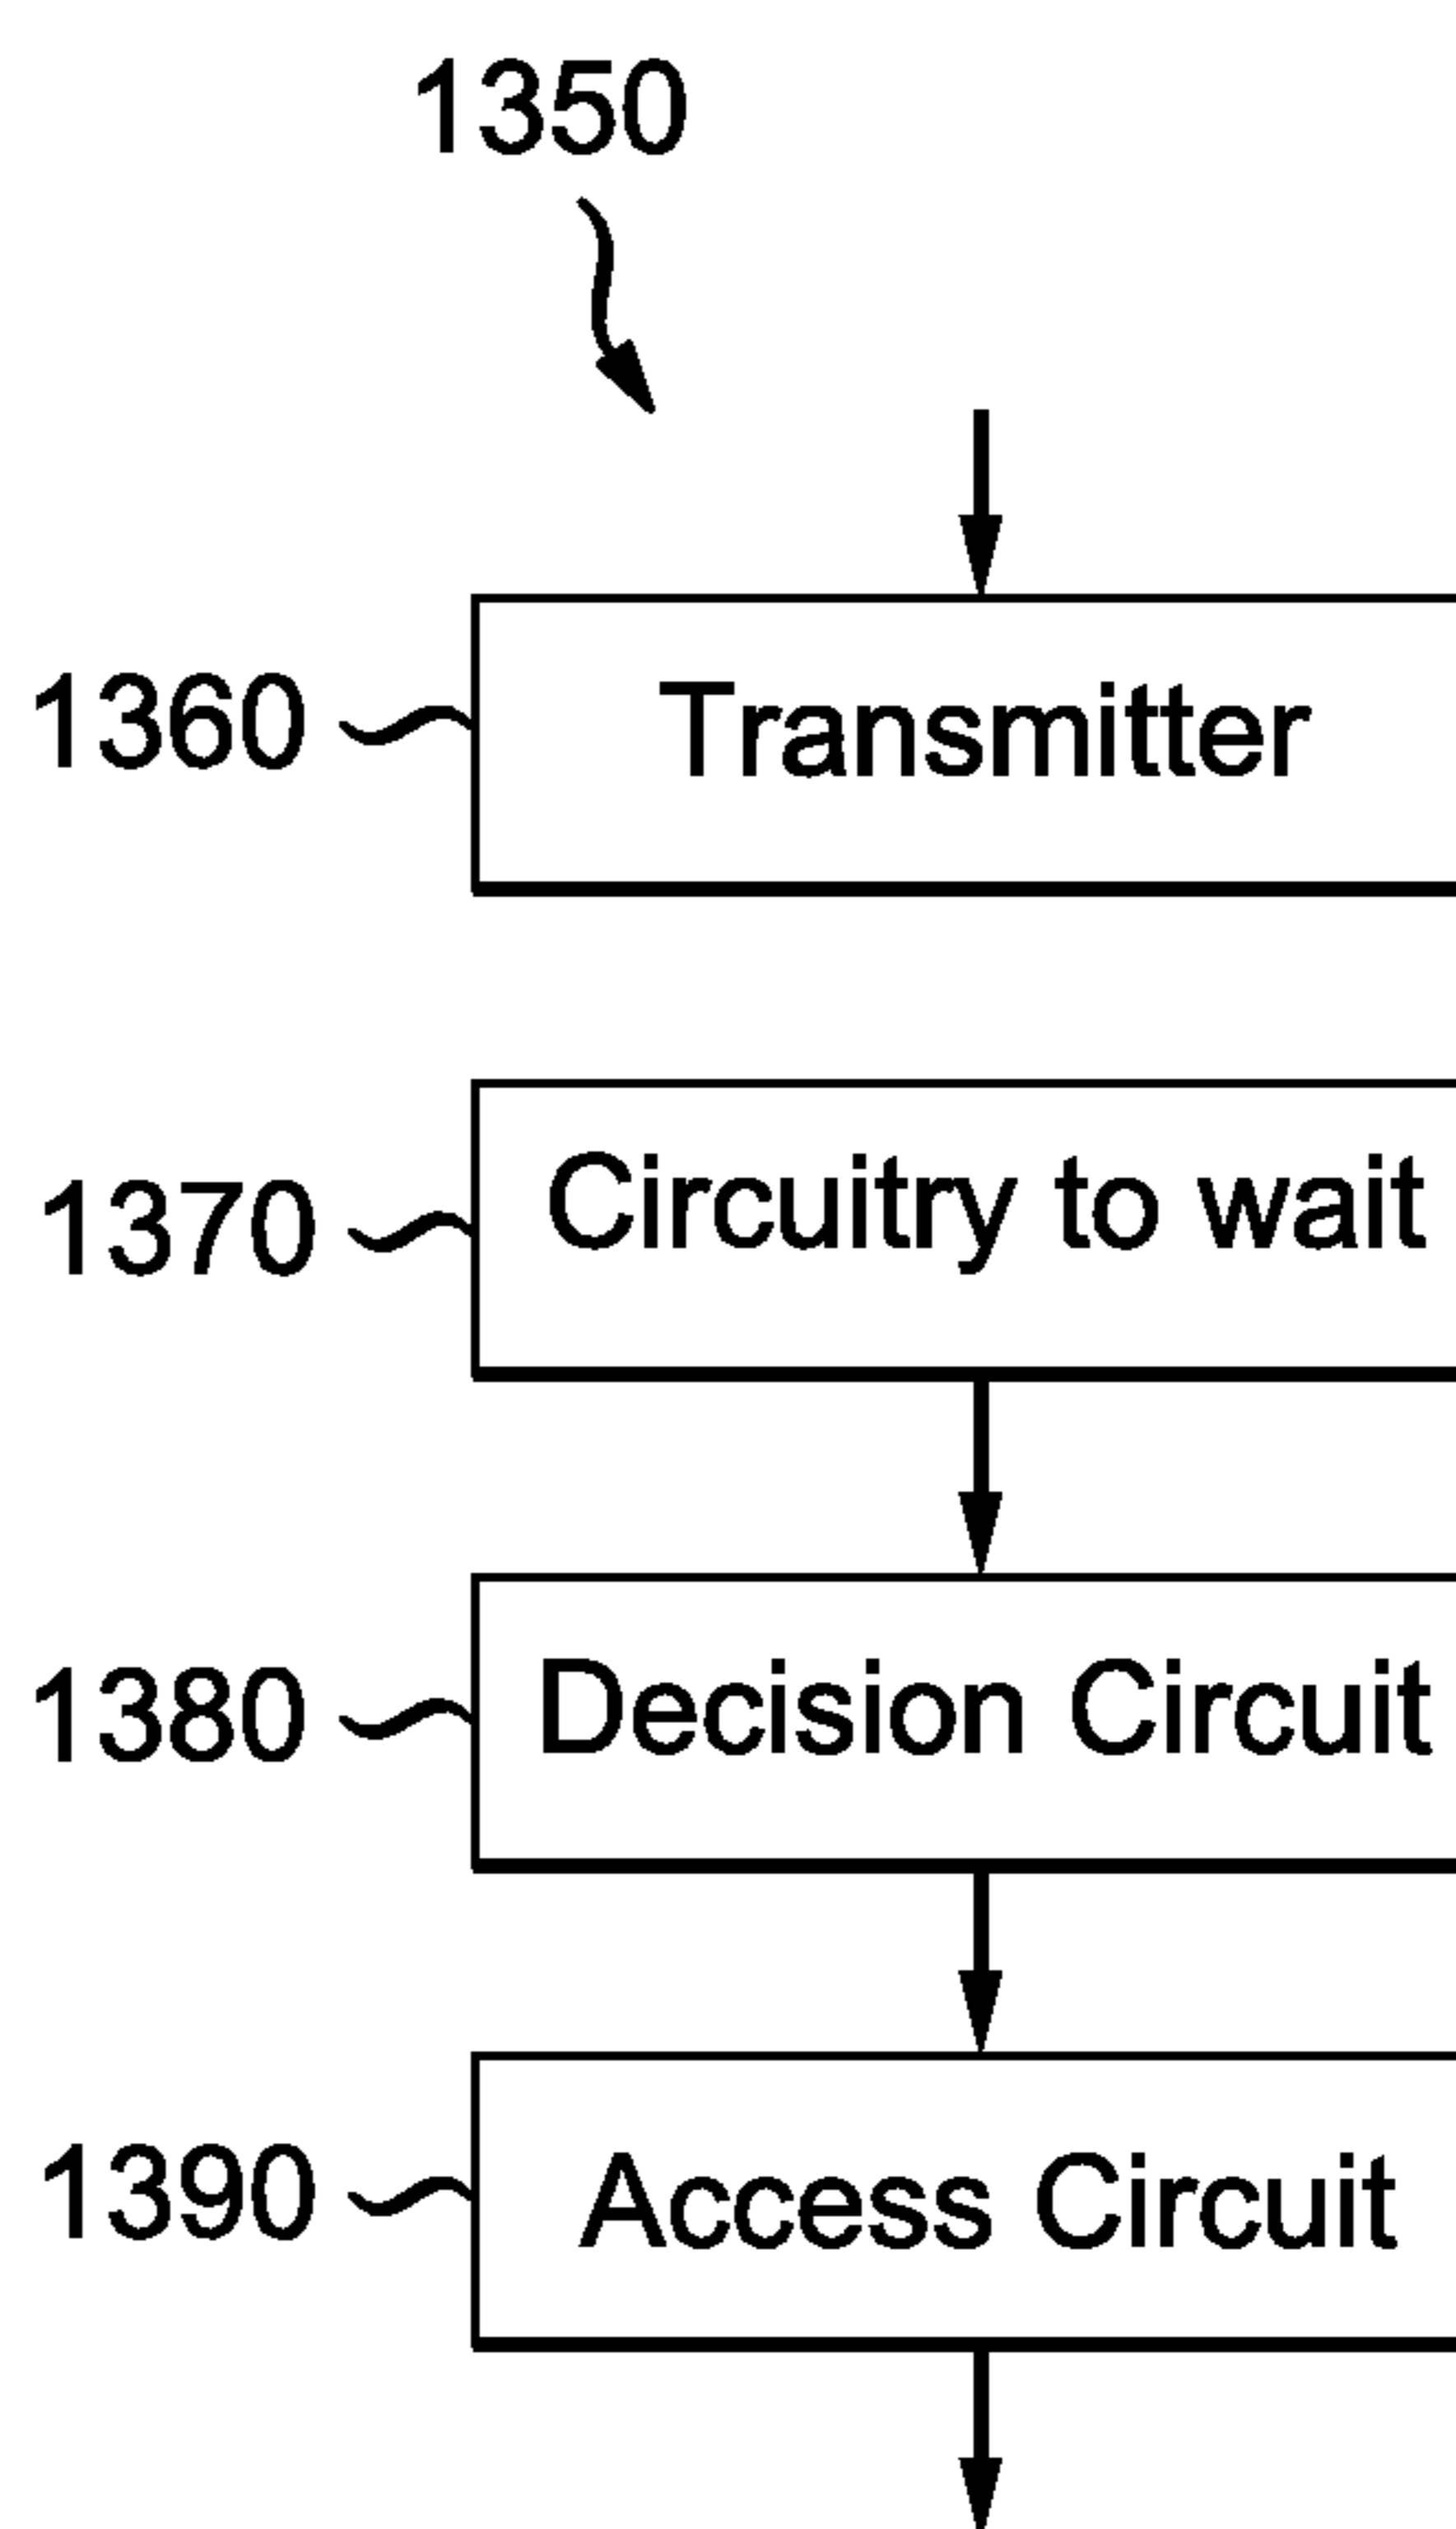 1350
1360 Transmitter
1370 Circuitry to wait
1380 Decision Circuit
1390 Access Circuit